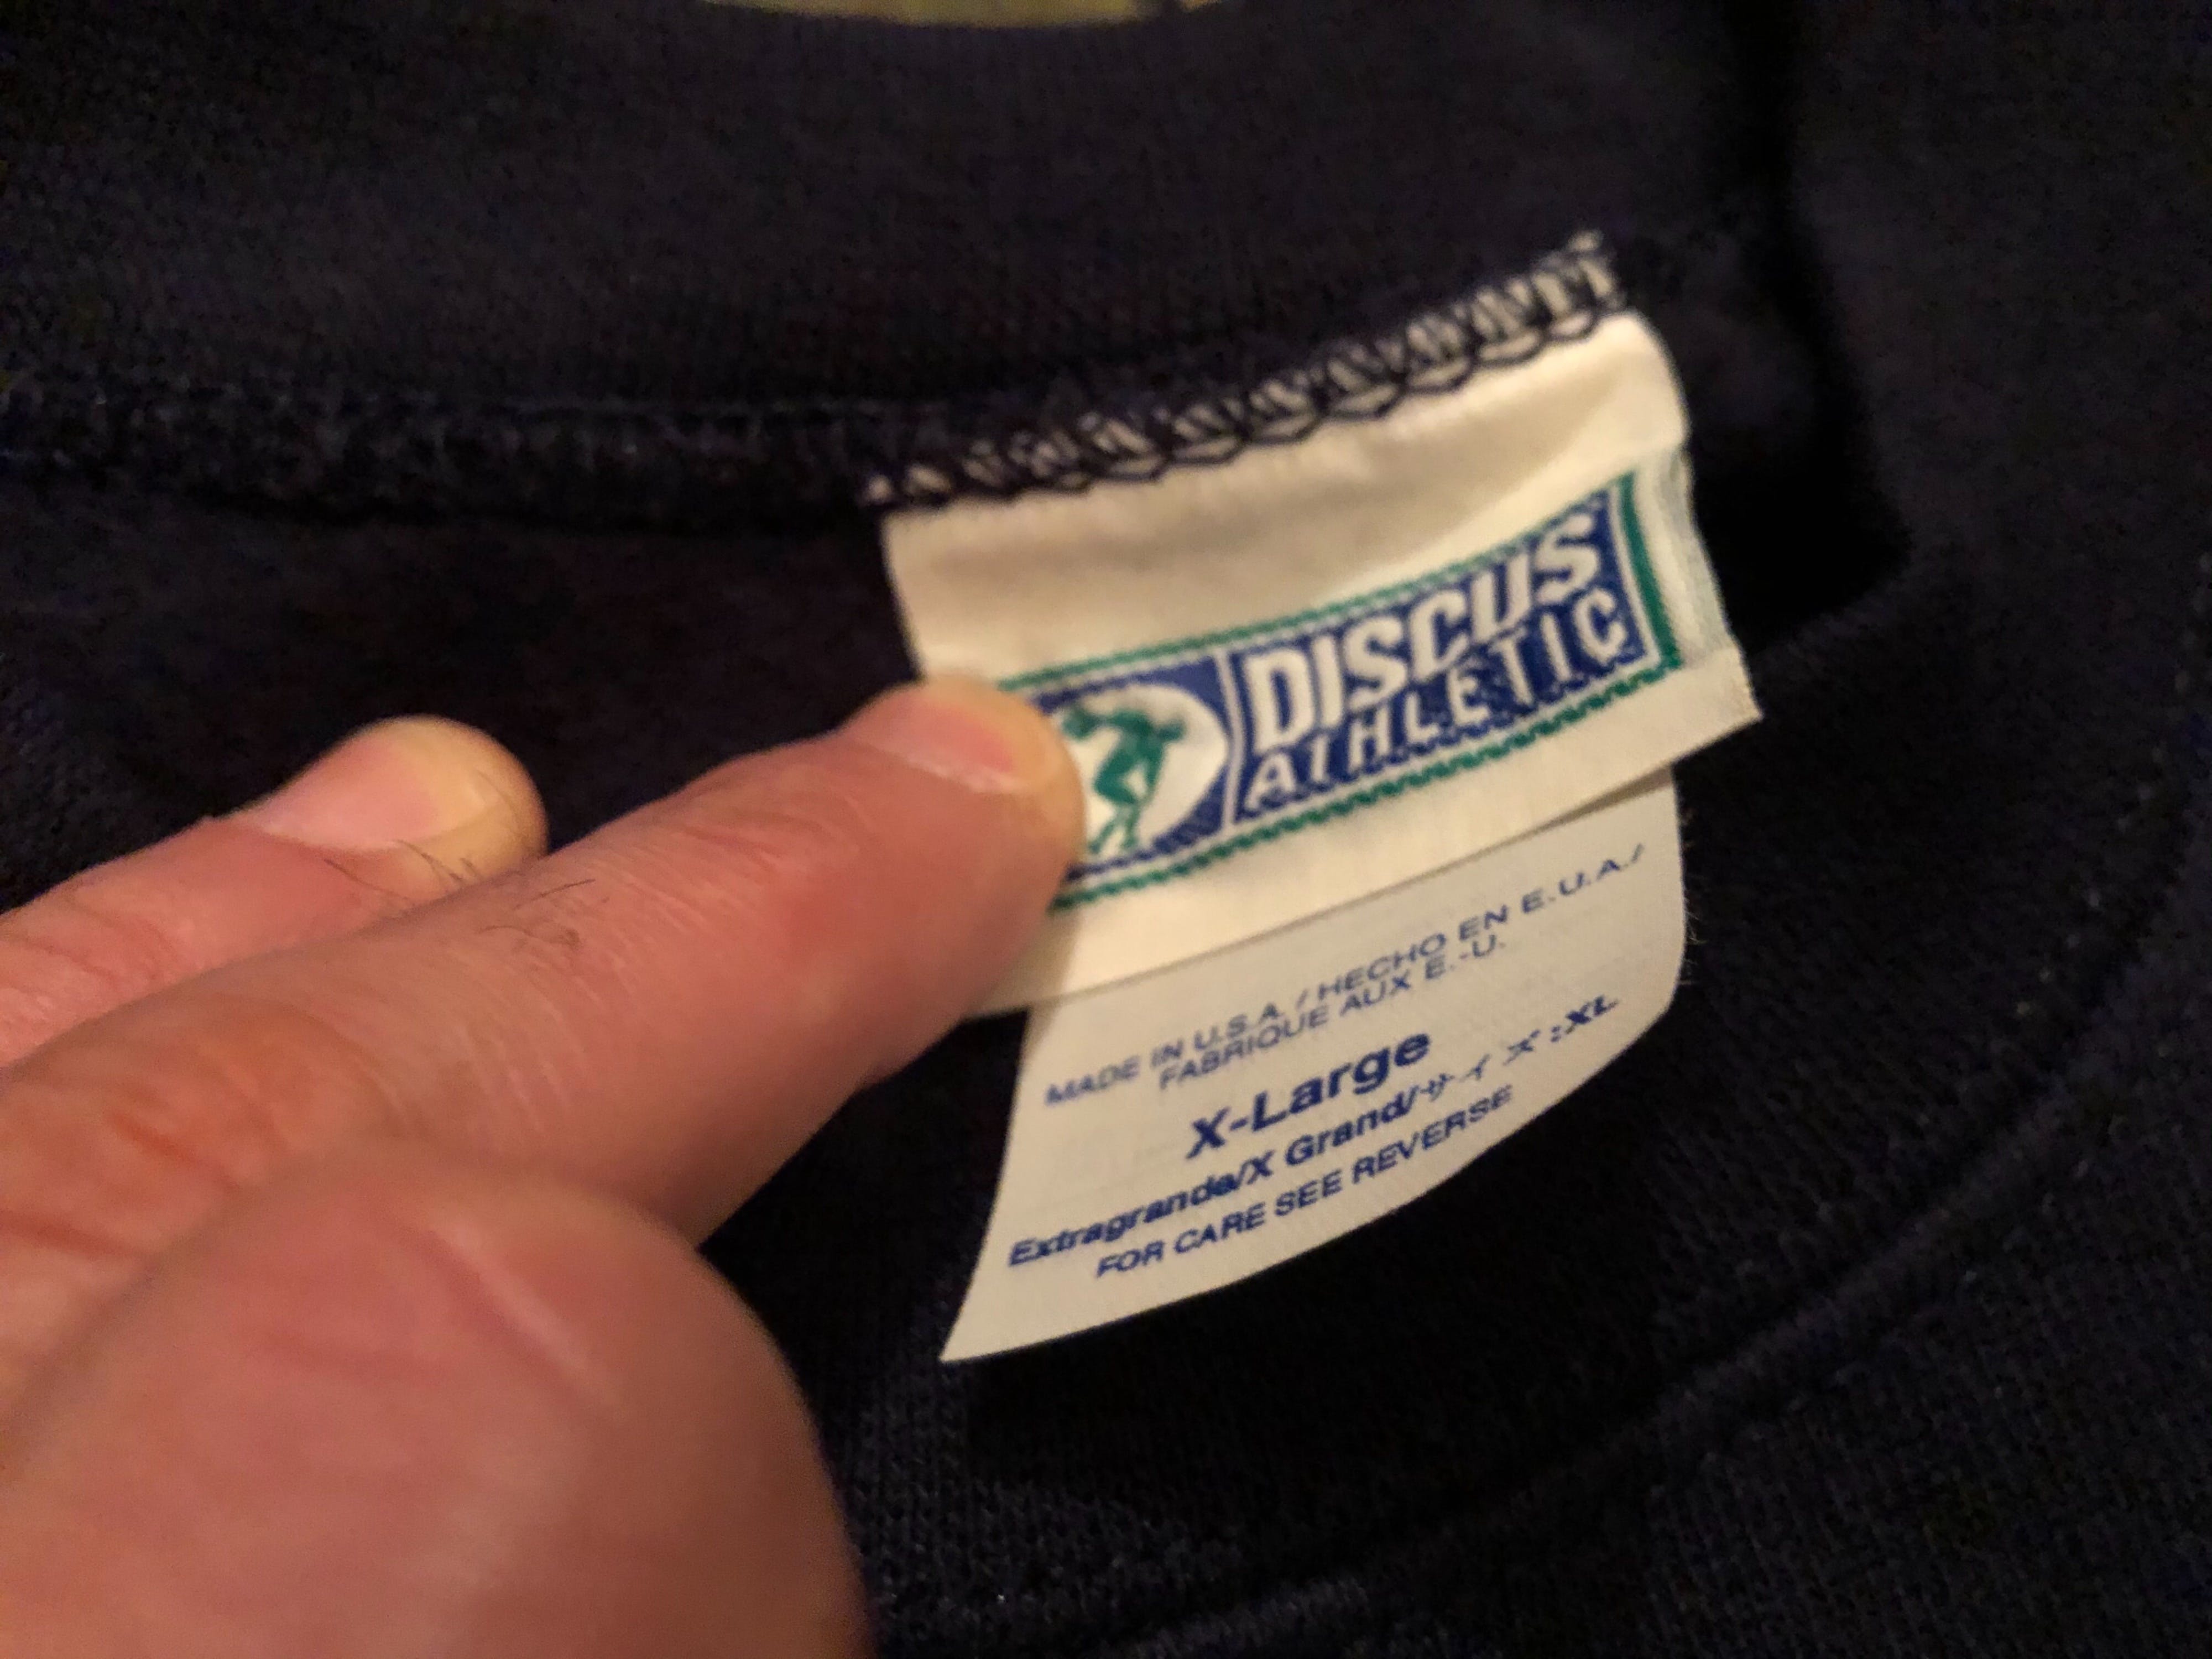 DISCUS
ATHLETIC
MADE IN U.S.A. / HECHO EN E.U.A./
FABRIQUE AUX E.-U.
X-Large
Extragrande/X Grand/サイズ:XL
FOR CARE SEE REVERSE